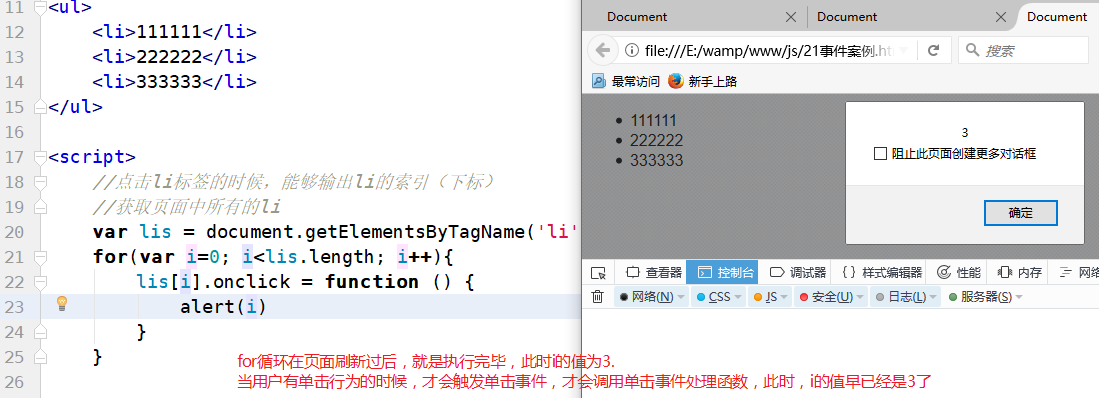 11 <ul>
12 <li>111111</li>
13 <li>222222</li>
14 <li>333333</li>
15 </ul>
16
17 <script>
18 //点击li标签的时候，能够输出li的索引（下标）
19 //获取页面中所有的li
20 var lis = document.getElementsByTagName('li'
21 for(var i=0; i<lis.length; i++){
22 lis[i].onclick = function () {
23 alert(i)
24 }
25 }
26
for循环在页面刷新过后，就是执行完毕，此时i的值为3.
当用户有单击行为的时候，才会触发单击事件，才会调用单击事件处理函数，此时，i的值早已经是3了
Document Document Document
file:///E:/wamp/www/js/21事件案例.ht 搜索
最常访问 新手上路
111111
222222
333333
3
阻止此页面创建更多对话框
确定
查看器 控制台 调试器 样式编辑器 性能 内存 网络
网络(N) CSS JS 安全(U) 日志(L) 服务器(S)